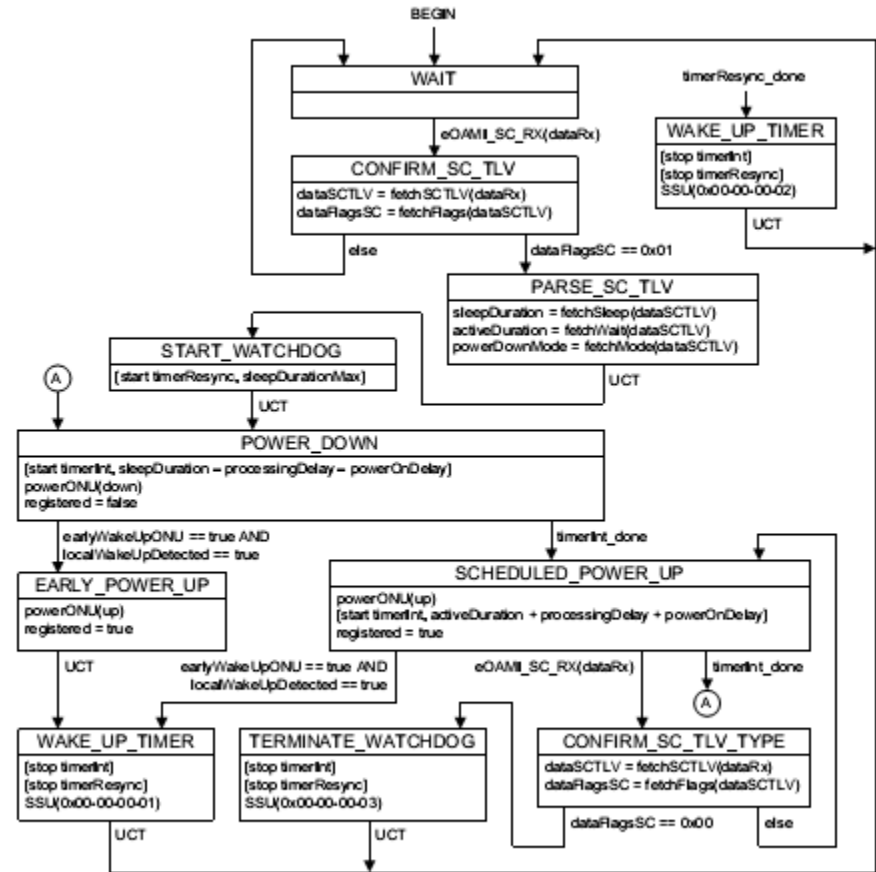 BEGIN
WAIT
timerResync_done
eOAMI_SC_RX(dataRx)
WAKE_UP_TIMER
[stop timerInt]
[stop timerResync]
SSU(0x00-00-00-02)
CONFIRM_SC_TLV
dataSCTLV = fetchSCTLV(dataRx)
dataFlagsSC = fetchFlags(dataSCTLV)
UCT
else
dataFlagsSC == 0x01
PARSE_SC_TLV
sleepDuration = fetchSleep(dataSCTLV)
activeDuration = fetchWait(dataSCTLV)
powerDownMode = fetchMode(dataSCTLV)
START_WATCHDOG
[start timerResync, sleepDurationMax]
UCT
A
UCT
POWER_DOWN
[start timerInt, sleepDuration – processingDelay – powerOnDelay]
powerONU(down)
registered = false
earlyWakeUpONU == true AND
localWakeUpDetected == true
timerInt_done
EARLY_POWER_UP
powerONU(up)
registered = true
SCHEDULED_POWER_UP
powerONU(up)
[start timerInt, activeDuration + processingDelay + powerOnDelay]
registered = true
UCT
earlyWakeUpONU == true AND
localWakeUpDetected == true
eOAMI_SC_RX(dataRx)
timerInt_done
A
WAKE_UP_TIMER
[stop timerInt]
[stop timerResync]
SSU(0x00-00-00-01)
TERMINATE_WATCHDOG
[stop timerInt]
[stop timerResync]
SSU(0x00-00-00-03)
CONFIRM_SC_TLV_TYPE
dataSCTLV = fetchSCTLV(dataRx)
dataFlagsSC = fetchFlags(dataSCTLV)
UCT
UCT
dataFlagsSC == 0x00
else